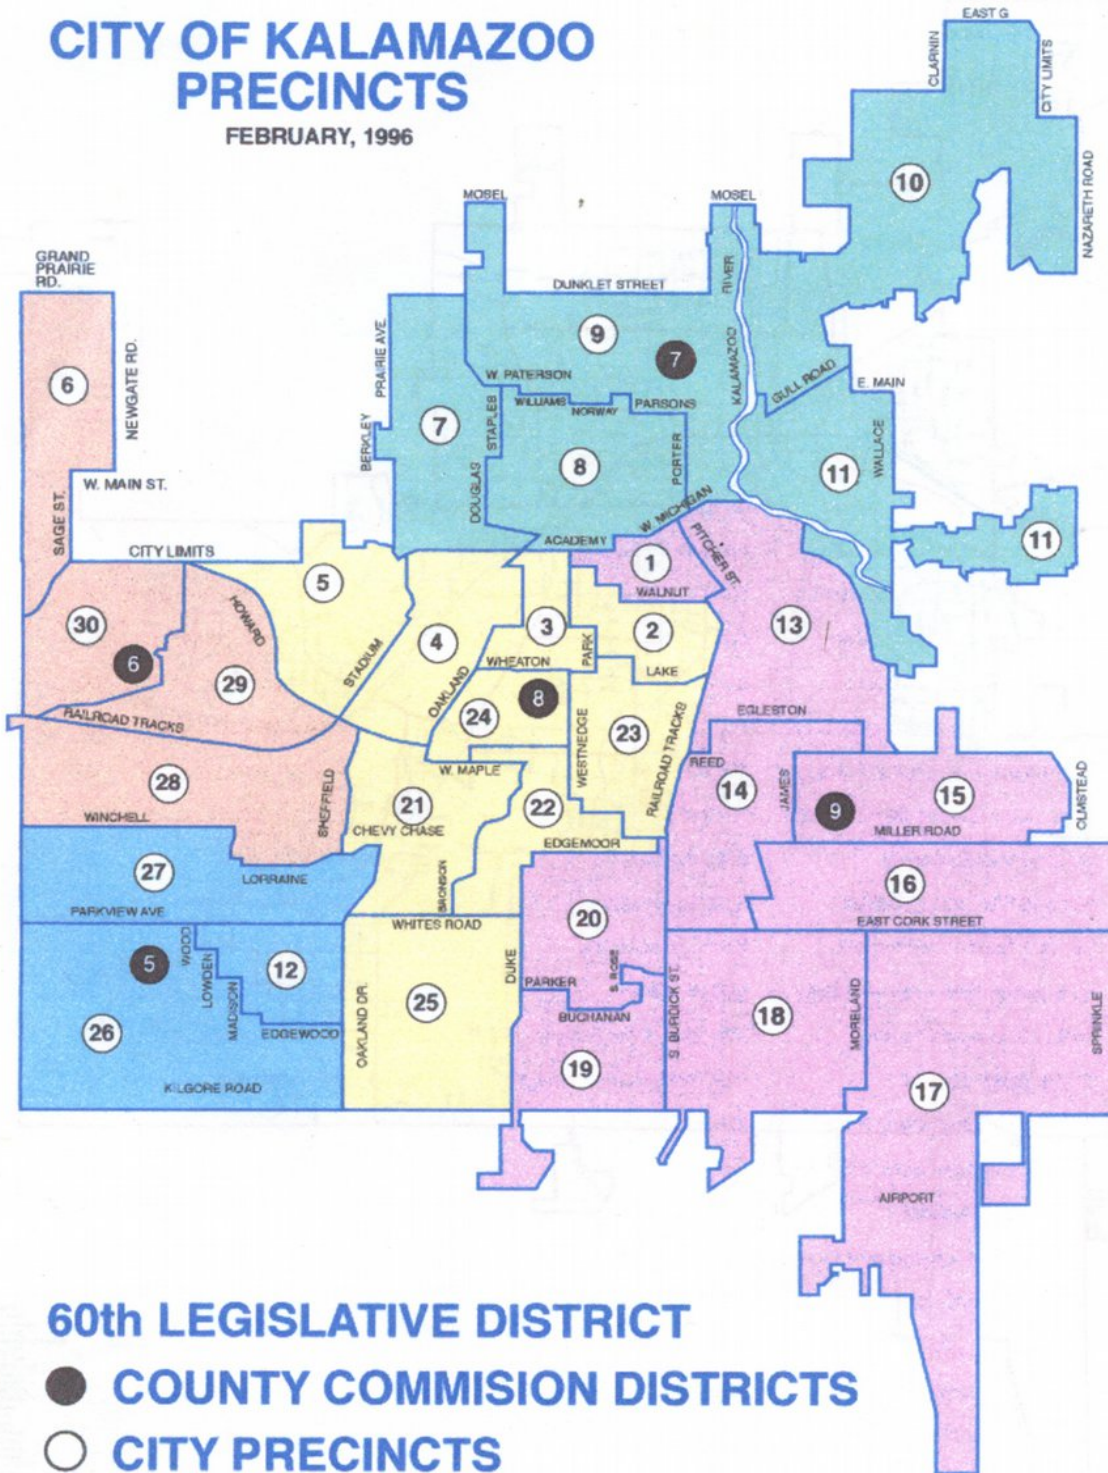 CITY OF KALAMAZOO
PRECINCTS
FEBRUARY, 1996
EAST G
CLARNIN
CITY LIMITS
10
NAZARETH ROAD
MOSEL
MOSEL
GRAND
PRAIRIE
RD.
DUNKLET STREET
RIVER
9
7
KALAMAZOO
PRAIRIE AVE.
BERKLEY
6
NEWGATE RD.
W. PATERSON
WILLIAMS
NORWAY
PARSONS
GULL ROAD
E. MAIN
7
STAPLES
DOUGLAS
8
PORTER
11
WALLACE
W. MAIN ST.
SAGE ST.
W. MICHIGAN
ACADEMY
PITCHER ST.
11
CITY LIMITS
5
1
WALNUT
HOWARD
30
6
29
STADIUM
4
OAKLAND
3
WHEATON
PARK
2
LAKE
13
RAILROAD TRACKS
24
8
WESTNEDGE
23
RAILROAD TRACKS
EGLESTON
REED
W. MAPLE
28
WINCHELL
SHEFFIELD
21
CHEVY CHASE
22
EDGEMOOR
14
JAMES
9
15
MILLER ROAD
OLMSTEAD
27
LORRAINE
BRONSON
16
EAST CORK STREET
PARKVIEW AVE
WHITES ROAD
20
5
WOOD
LOWDEN
MADISON
12
EDGEWOOD
DUKE
PARKER
S. ROSE
BUCHANAN
S. BURDICK ST.
26
OAKLAND DR.
25
18
MORELAND
SPRINKLE
KILGORE ROAD
19
17
AIRPORT
60th LEGISLATIVE DISTRICT
COUNTY COMMISION DISTRICTS
CITY PRECINCTS